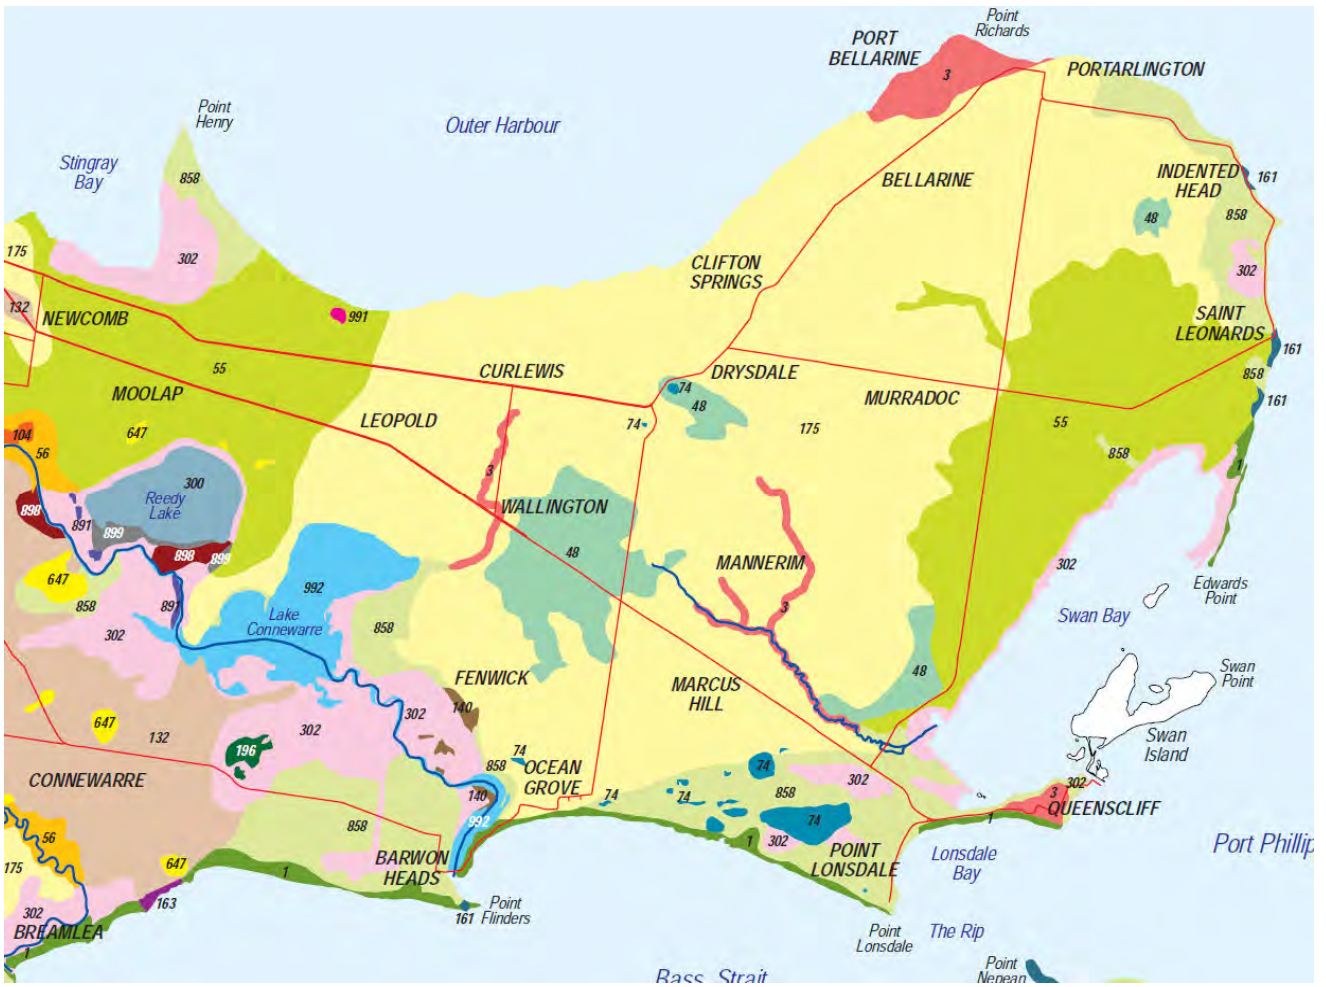 Point
Richards
PORT
BELLARINE
3
PORTARLINGTON
Point
Henry
Outer Harbour
Stingray
Bay
858
INDENTED
HEAD
161
BELLARINE
48
858
175
302
CLIFTON
SPRINGS
302
132
NEWCOMB
991
SAINT
LEONARDS
161
55
CURLEWIS
DRYSDALE
858
MOOLAP
74
MURRADOC
161
LEOPOLD
48
74
175
55
104
647
56
858
1
3
300
Reedy
Lake
898
891
899
WALLINGTON
48
898
899
MANNERIM
302
647
992
Edwards
Point
858
891
3
Swan Bay
Lake
Connewarre
302
858
FENWICK
MARCUS
HILL
48
Swan
Point
647
132
302
302
140
Swan
Island
196
74
858
OCEAN
GROVE
74
CONNEWARRE
302
302
140
74
74
858
3
QUEENSCLIFF
56
858
992
74
1
1
302
POINT
LONSDALE
Lonsdale
Bay
Port Phillip
175
647
1
BARWON
HEADS
302
163
161
Point
Flinders
BREAMLEA
Point
Lonsdale
The Rip
1
Point
Nepean
Bass Strait